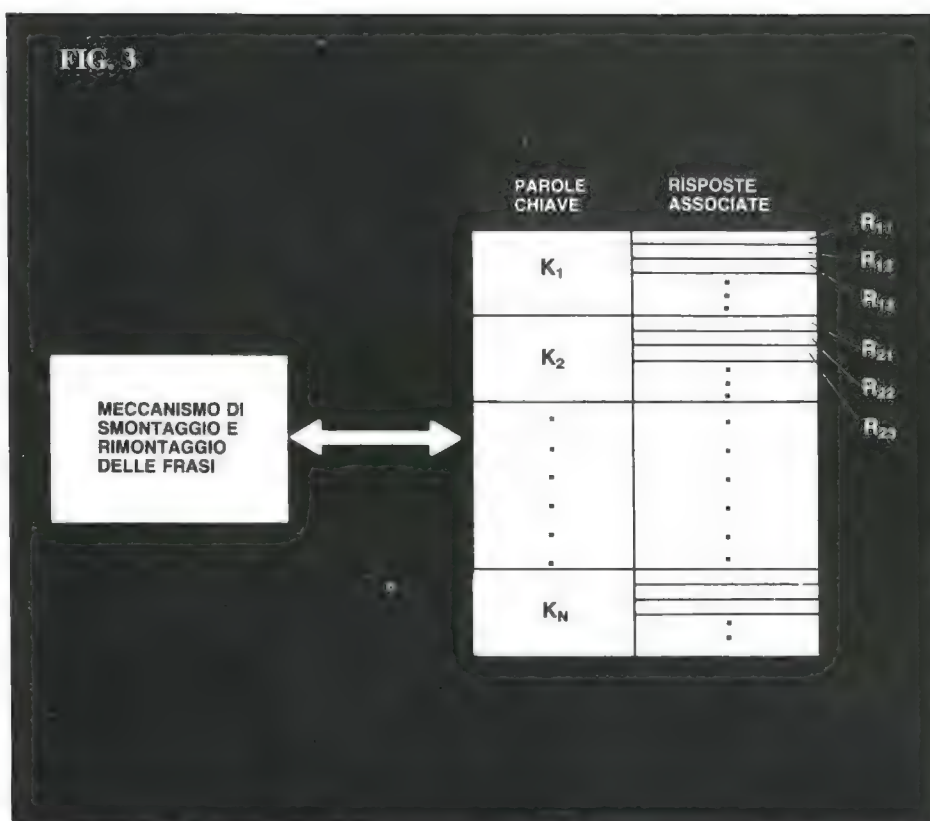 FIG. 3
PAROLE CHIAVE
RISPOSTE ASSOCIATE
K₁
K₂
K_N
R₁₁
R₁₂
R₁₃
R₂₁
R₂₂
R₂₃
MECCANISMO DI
SMONTAGGIO E
RIMONTAGGIO
DELLE FRASI